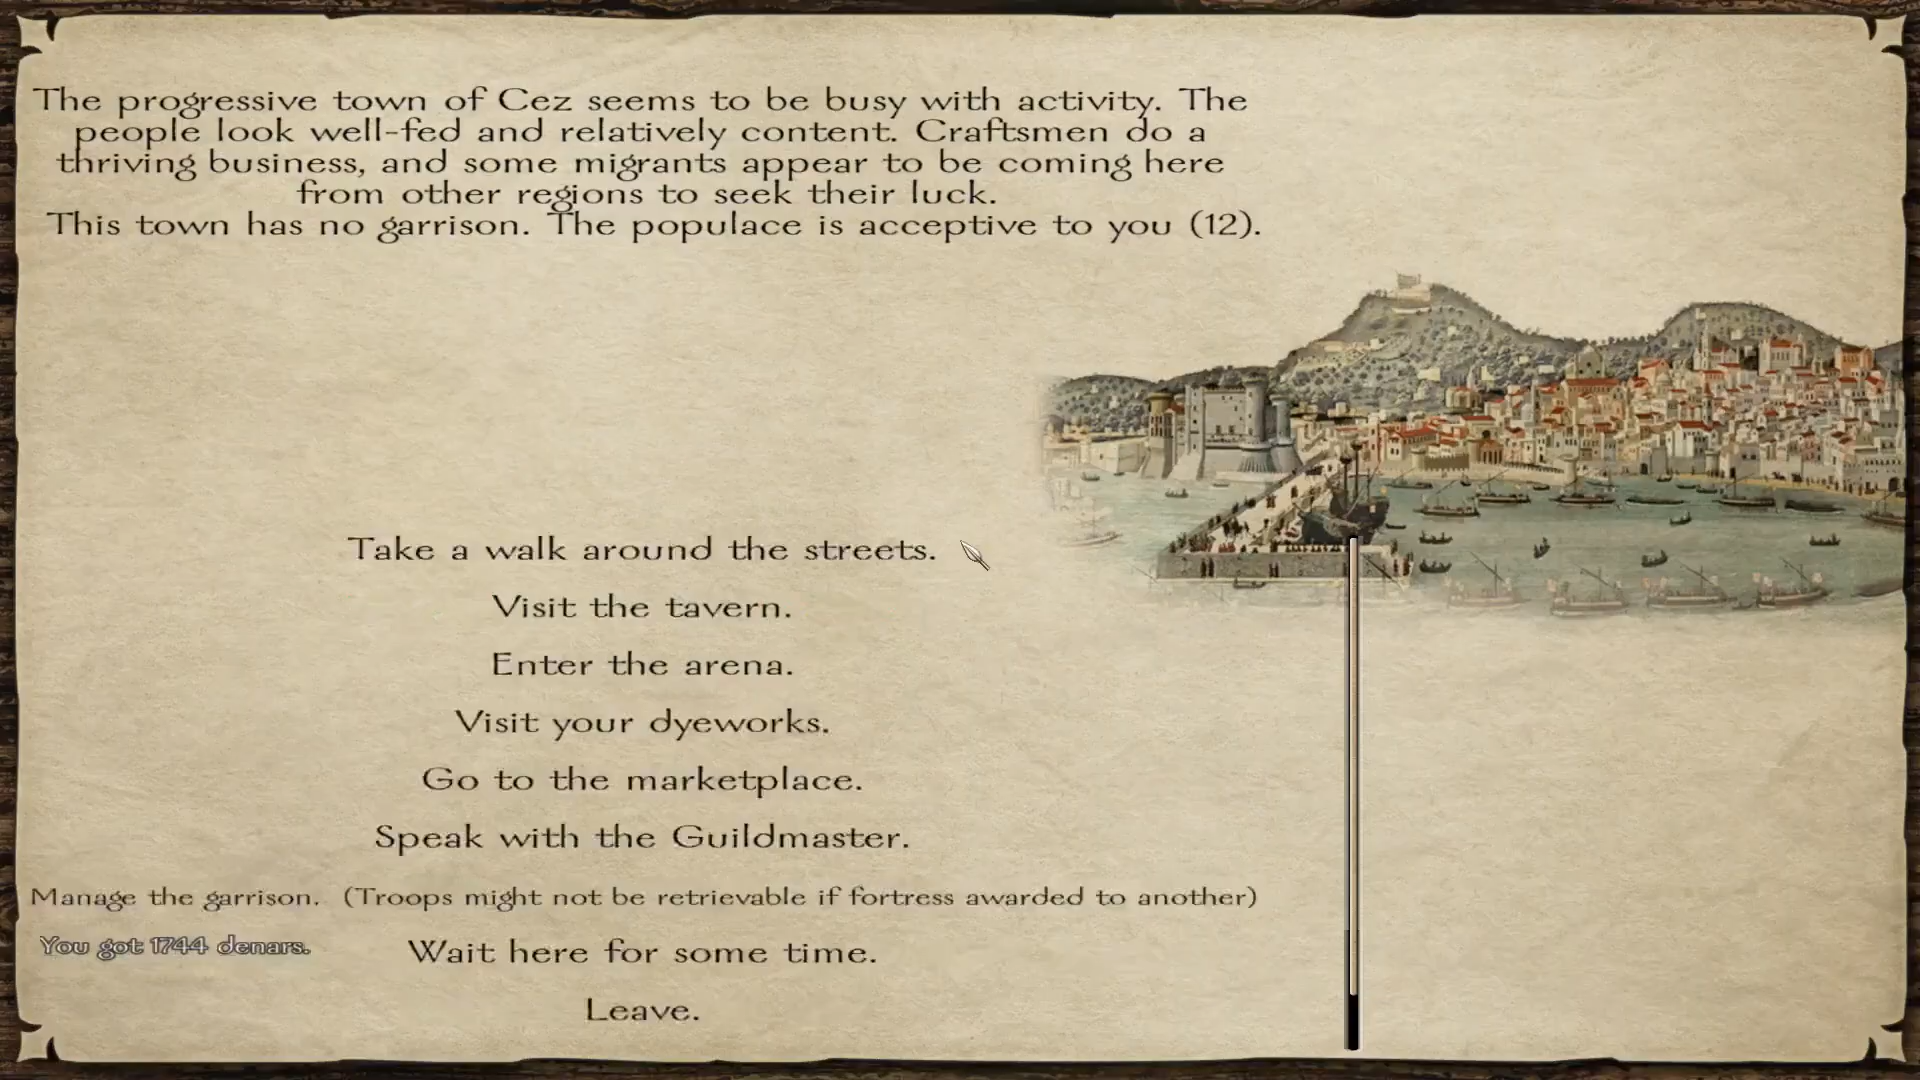 The progressive town of Cez seems to be busy with activity. The
people look well-fed and relatively content. Craftsmen do a
thriving business, and some migrants appear to be coming here
from other regions to seek their luck.
This town has no garrison. The populace is acceptive to you (12).
Take a walk around the streets.
Visit the tavern.
Enter the arena.
Visit your dyeworks.
Go to the marketplace.
Speak with the Guildmaster.
Manage the garrison. (Troops might not be retrievable if fortress awarded to another)
You got 1744 denars.
Wait here for some time.
Leave.